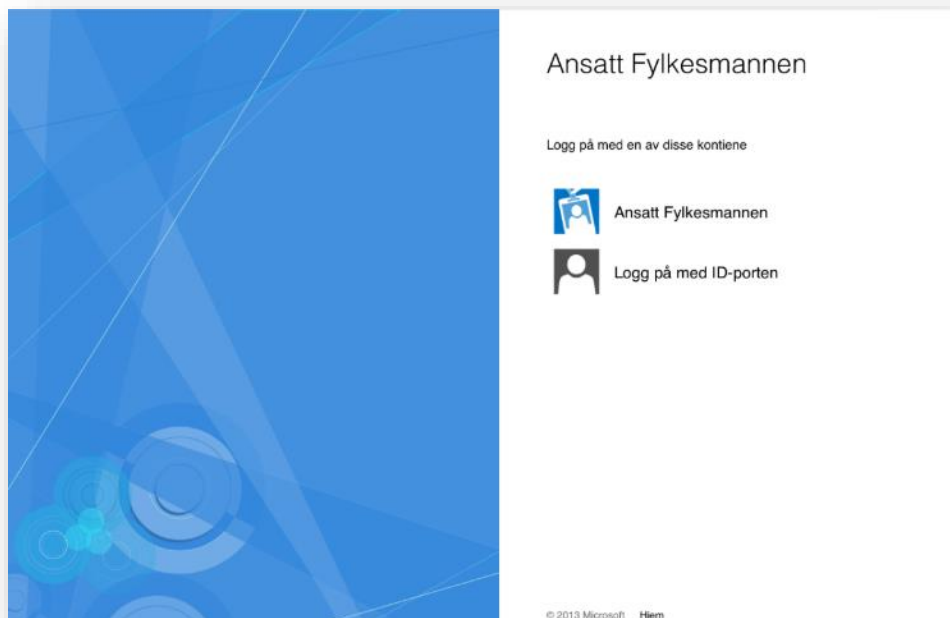 Ansatt Fylkesmannen
Logg på med en av disse kontiene
Ansatt Fylkesmannen
Logg på med ID-porten
© 2013 Microsoft Hjem